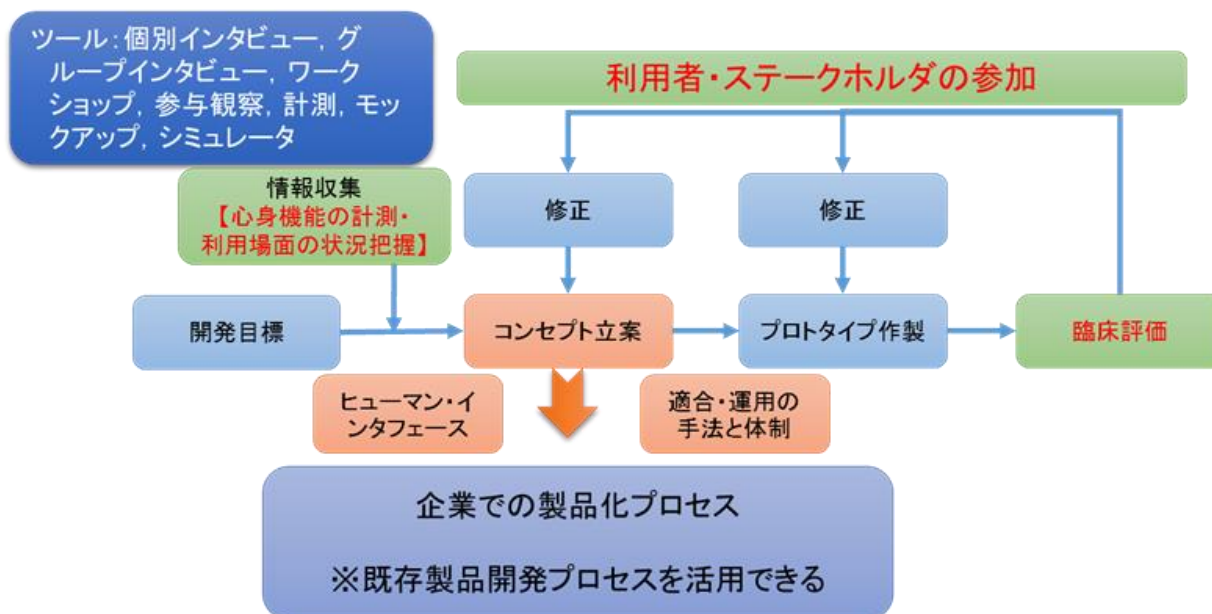 ツール：個別インタビュー，グ
ループインタビュー，ワーク
ショップ，参与観察，計測，モッ
クアップ，シミュレータ
利用者・ステークホルダの参加
情報収集
【心身機能の計測・
利用場面の状況把握】
修正
修正
開発目標
コンセプト立案
プロトタイプ作製
臨床評価
ヒューマン・イ
ンタフェース
適合・運用の
手法と体制
企業での製品化プロセス
※既存製品開発プロセスを活用できる